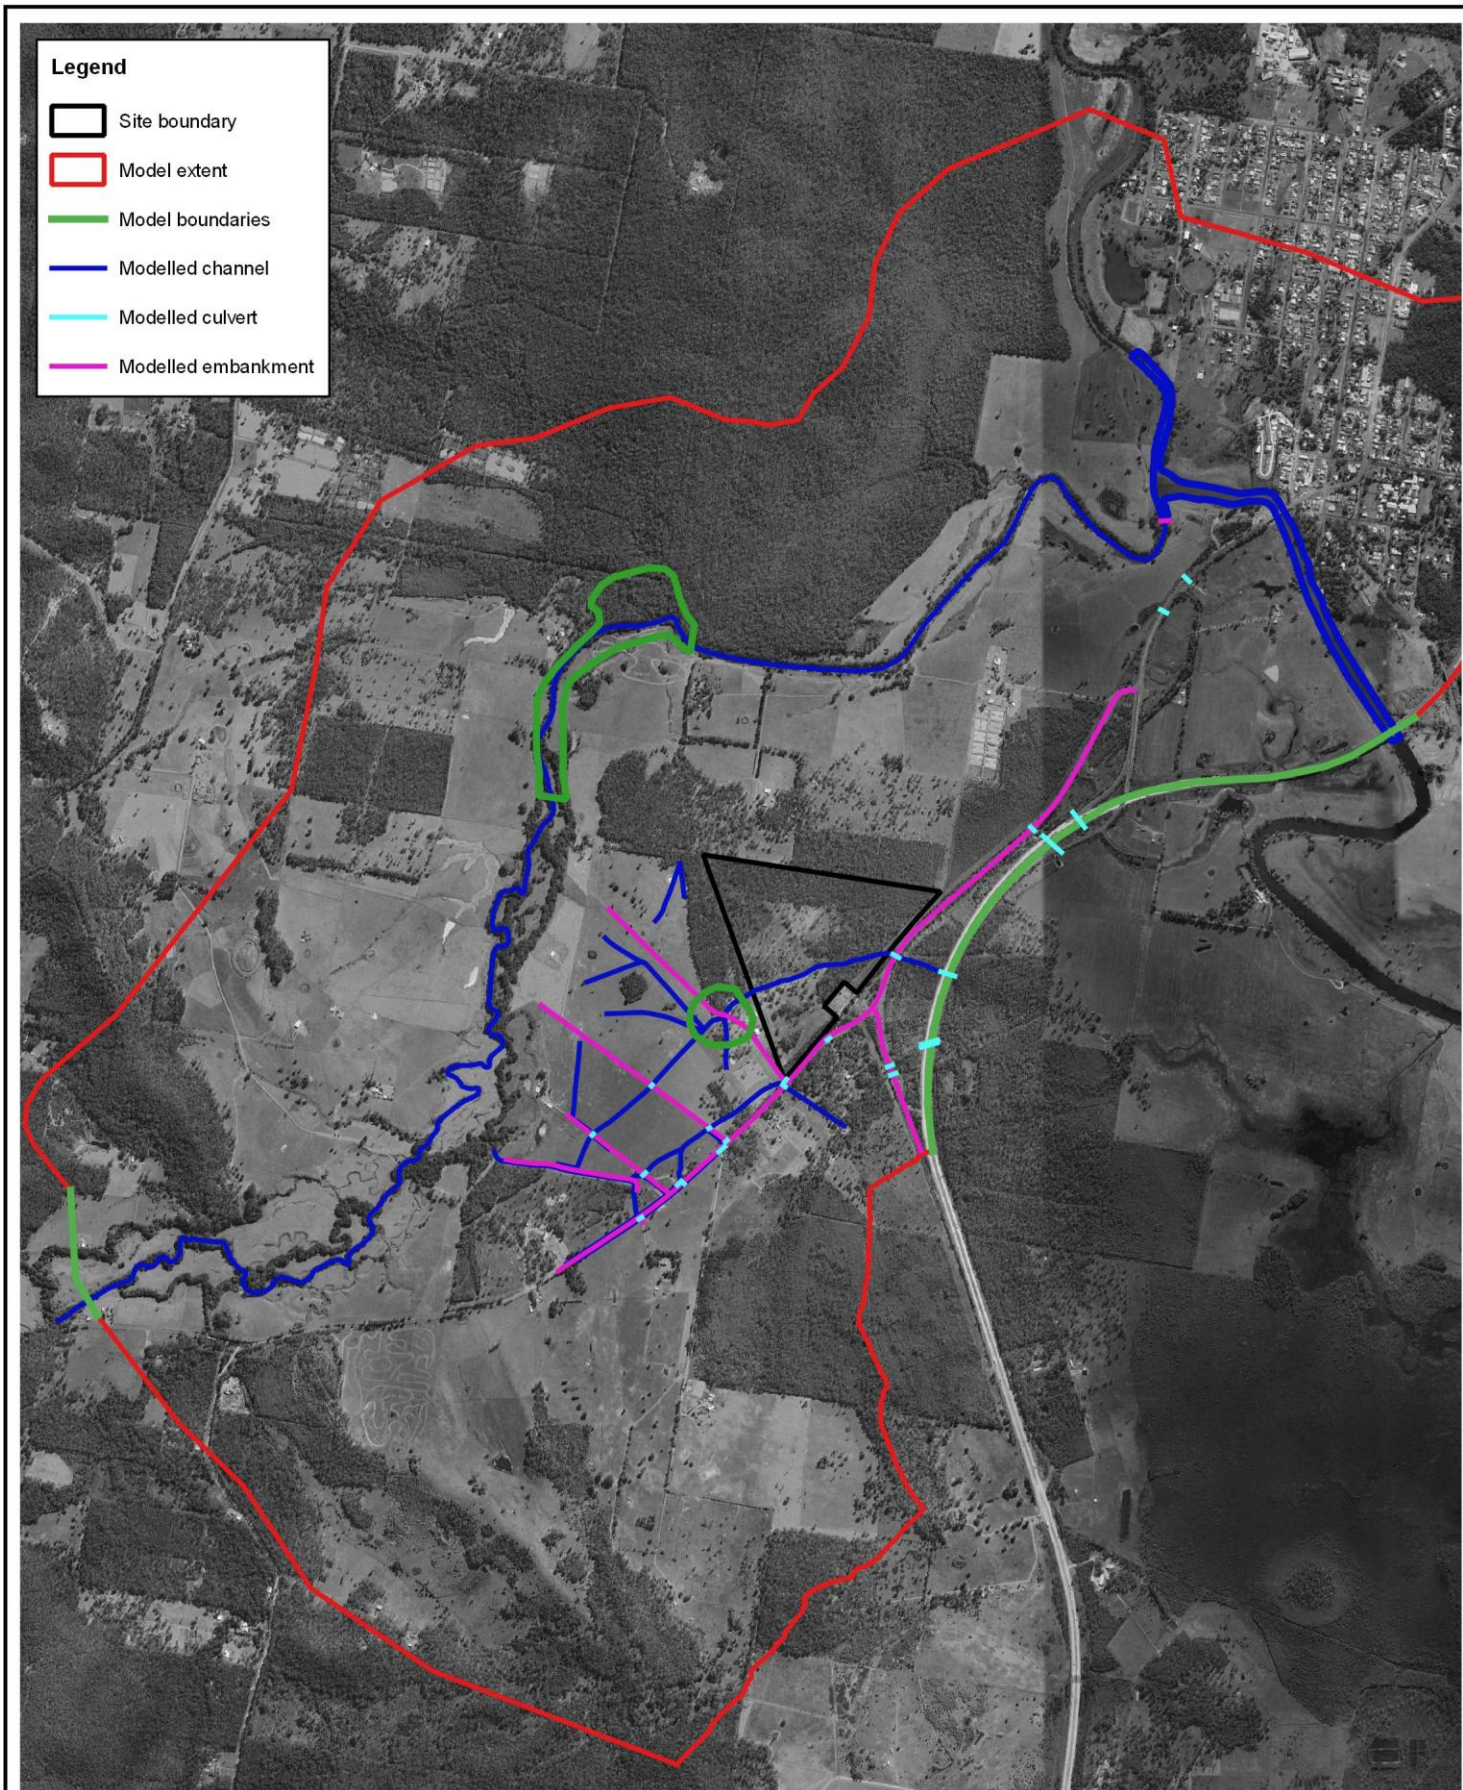 Legend
Site boundary
Model extent
Model boundaries
Modelled channel
Modelled culvert
Modelled embankment